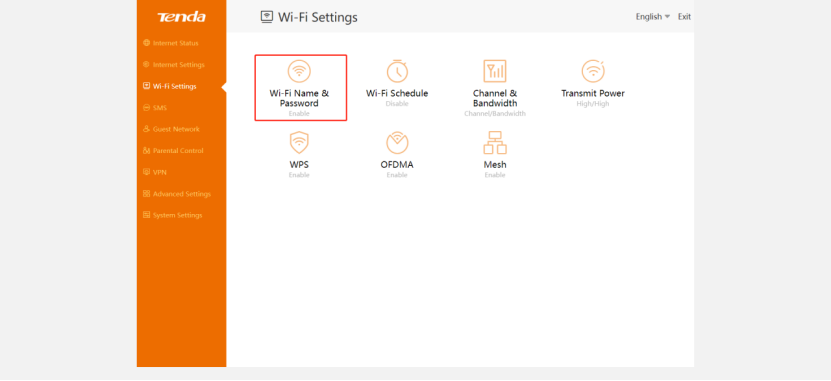 Tenda
Wi-Fi Settings
English
Exit
Internet Status
Internet Settings
Wi-Fi Settings
SMS
Guest Network
Parental Control
VPN
Advanced Settings
System Settings
Wi-Fi Name &
Password
Enable
Wi-Fi Schedule
Disable
Channel &
Bandwidth
Channel/Bandwidth
Transmit Power
High/High
WPS
Enable
OFDMA
Enable
Mesh
Enable